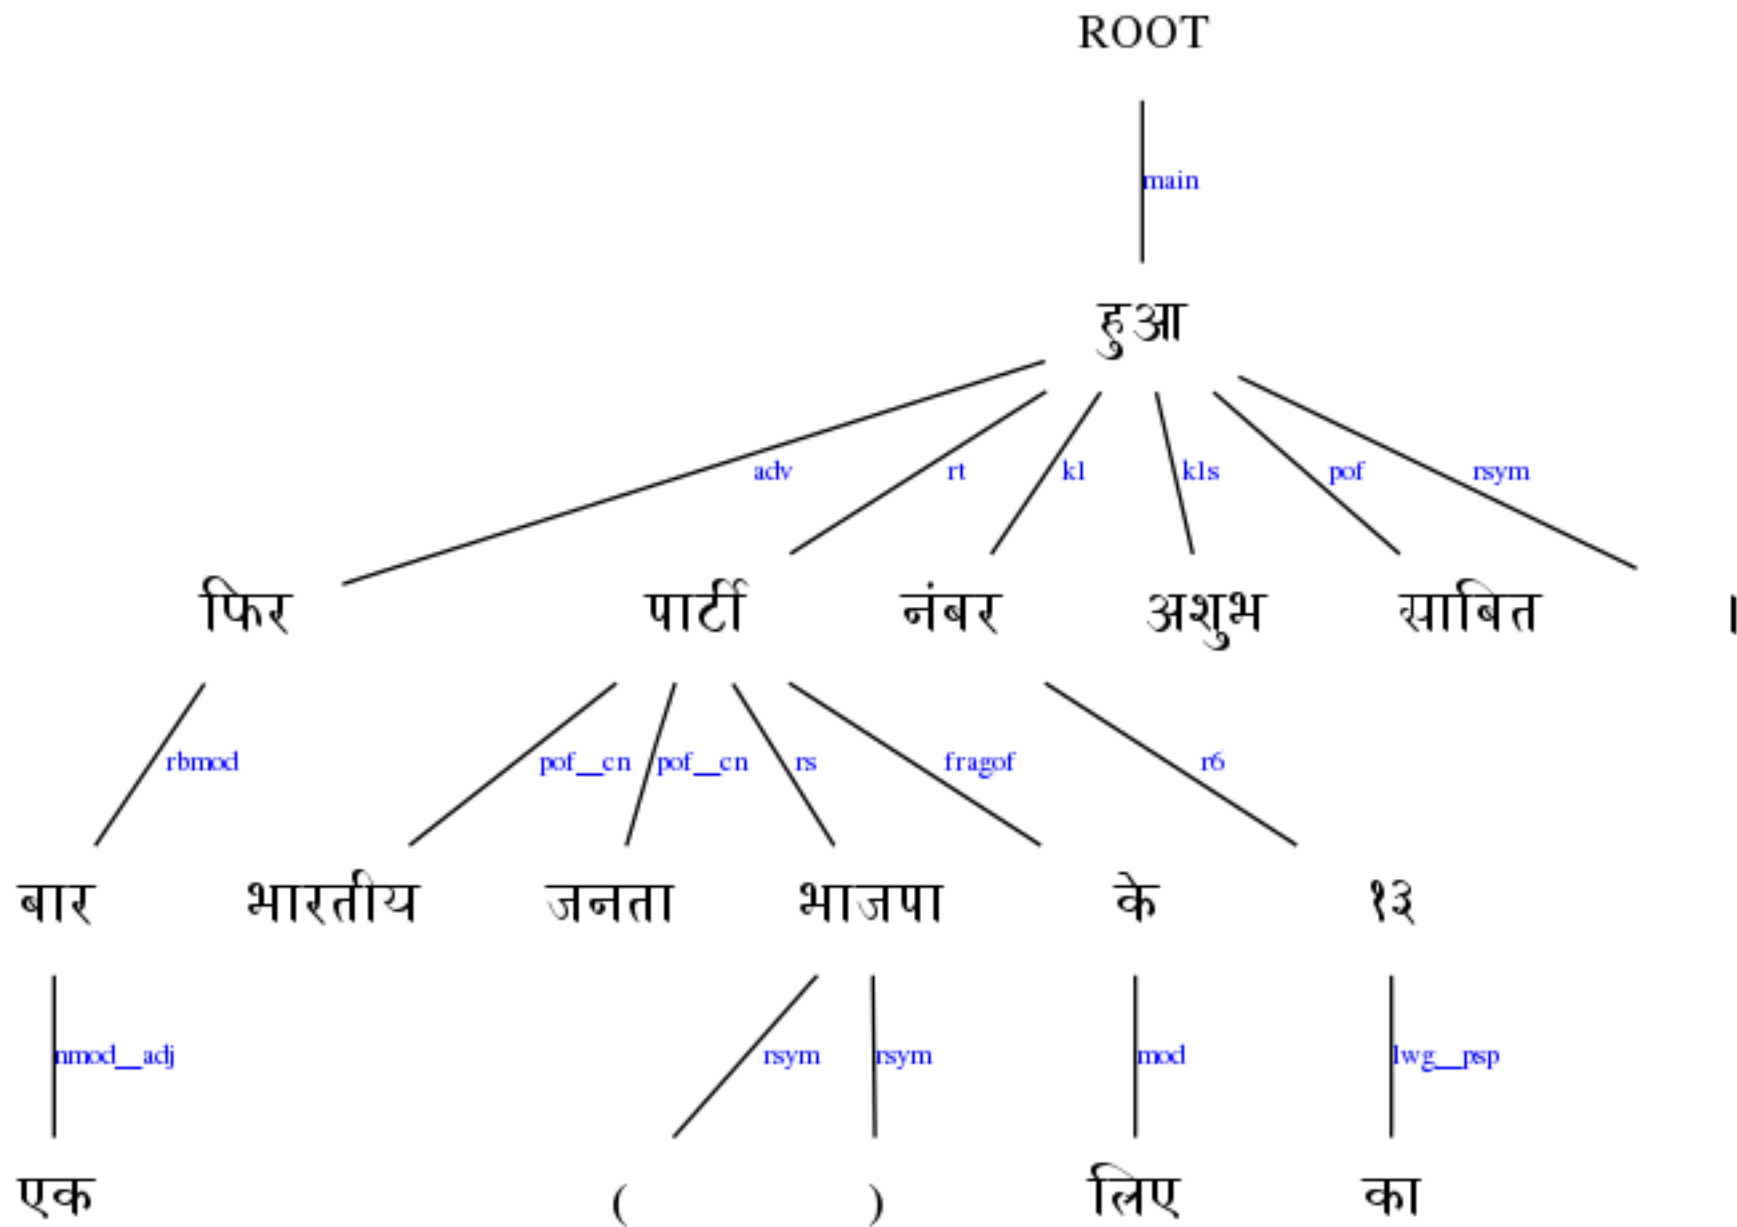 ROOT
main
हुआ
adv rt k1 k1s pof rsym
फिर पार्टी नंबर अशुभ साबित ।
rbmod pof__cn pof__cn rs fragof r6
बार भारतीय जनता भाजपा के १३
nmod__adj rsym rsym mod lwg__psp
एक ( ) लिए का